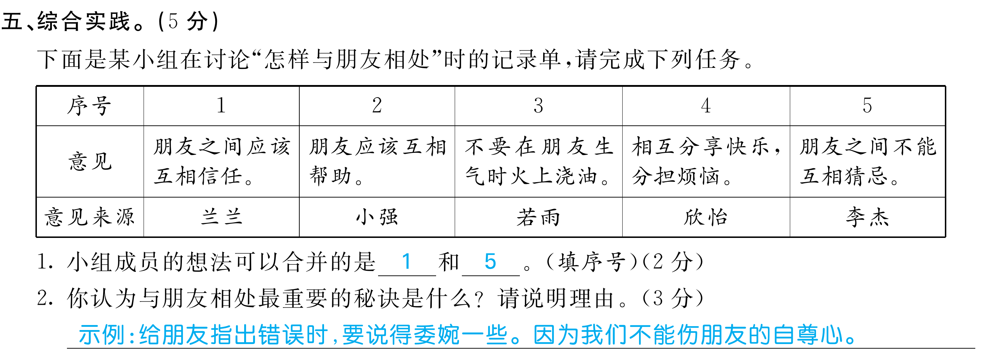 五、综合实践。(5 分)
下面是某小组在讨论“怎样与朋友相处”时的记录单,请完成下列任务。
序号 1 2 3 4 5
意见 朋友之间应该互相信任。 朋友应该互相帮助。 不要在朋友生气时火上浇油。 相互分享快乐,分担烦恼。 朋友之间不能互相猜忌。
意见来源 兰兰 小强 若雨 欣怡 李杰
1. 小组成员的想法可以合并的是 1 和 5 。(填序号)(2 分)
2. 你认为与朋友相处最重要的秘诀是什么? 请说明理由。(3 分)
示例:给朋友指出错误时,要说得委婉一些。因为我们不能伤朋友的自尊心。